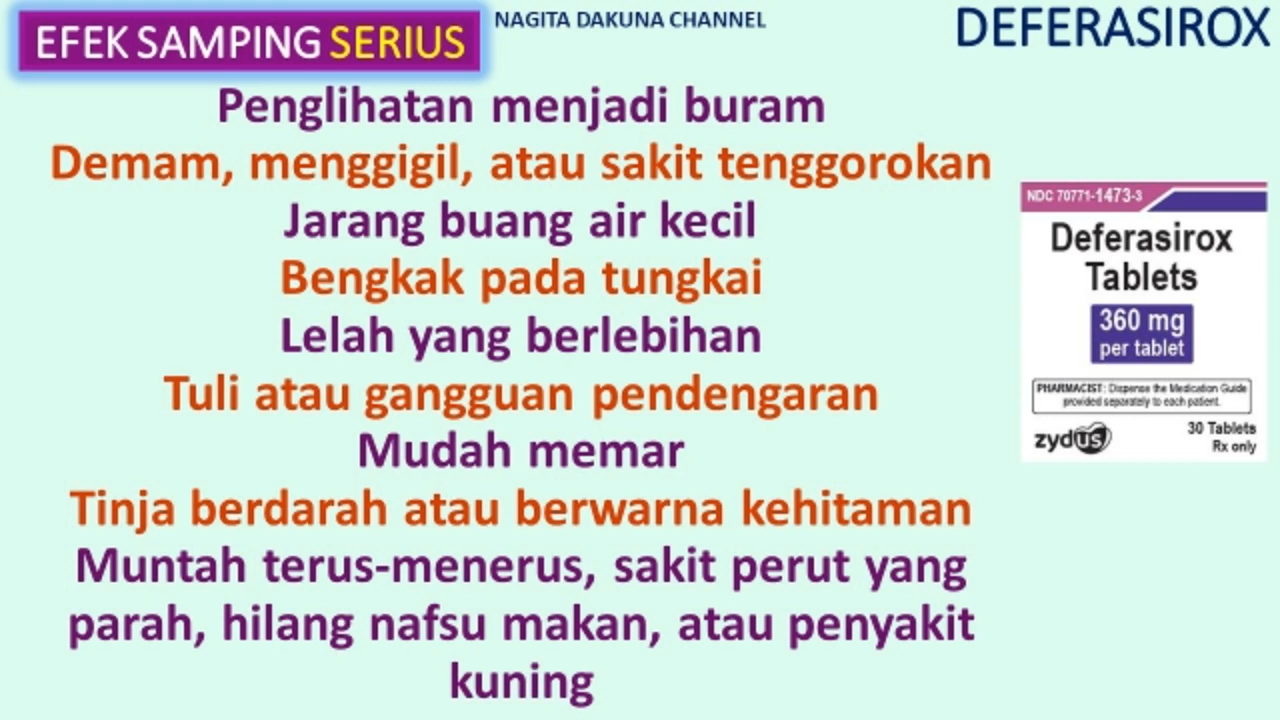 EFEK SAMPING SERIUS
NAGITA DAKUNA CHANNEL
DEFERASIROX
Penglihatan menjadi buram
Demam, menggigil, atau sakit tenggorokan
Jarang buang air kecil
Bengkak pada tungkai
Lelah yang berlebihan
Tuli atau gangguan pendengaran
Mudah memar
Tinja berdarah atau berwarna kehitaman
Muntah terus-menerus, sakit perut yang
parah, hilang nafsu makan, atau penyakit
kuning
NDC 70771-1473-3
Deferasirox
Tablets
360 mg
per tablet
PHARMACIST: Dispense the Medication Guide
provided separately to each patient.
zydus
30 Tablets
Rx only